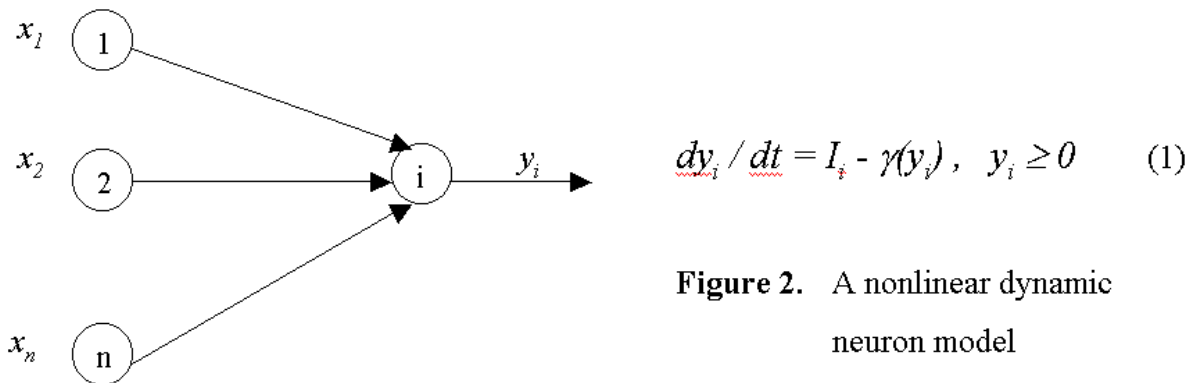 x₁ 1
x₂ 2 i yᵢ
xₙ n
dyᵢ / dt = Iᵢ - γ(yᵢ) , yᵢ ≥ 0 (1)
Figure 2. A nonlinear dynamic
neuron model